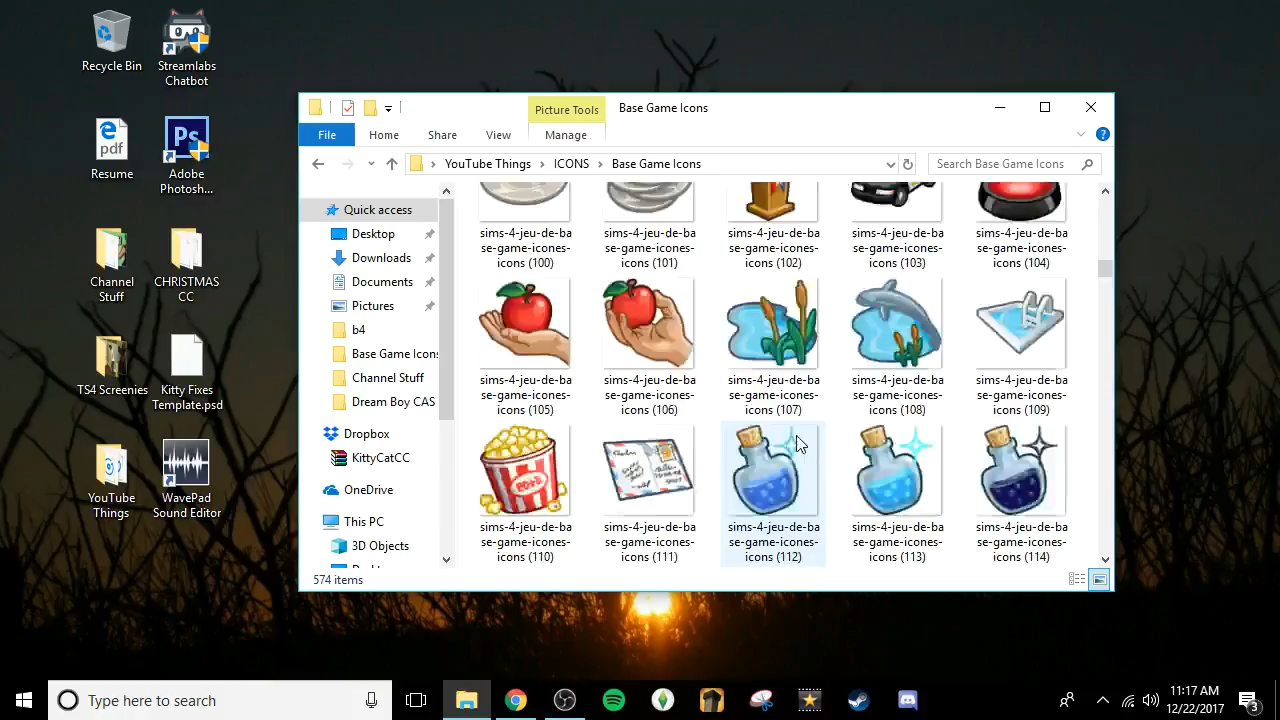 Recycle Bin
Streamlabs
Chatbot
Resume
Adobe
Photosh...
Channel
Stuff
CHRISTMAS
CC
TS4 Screenies
Kitty Fixes
Template.psd
YouTube
Things
WavePad
Sound Editor
Picture Tools
Base Game Icons
File
Home
Share
View
Manage
YouTube Things
ICONS
Base Game Icons
Search Base Game Icons
Quick access
Desktop
Downloads
Documents
Pictures
b4
Base Game Icons
Channel Stuff
Dream Boy CAS
Dropbox
KittyCatCC
OneDrive
This PC
3D Objects
sims-4-jeu-de-ba
se-game-icones-
icons (100)
sims-4-jeu-de-ba
se-game-icones-
icons (101)
sims-4-jeu-de-ba
se-game-icones-
icons (102)
sims-4-jeu-de-ba
se-game-icones-
icons (103)
sims-4-jeu-de-ba
se-game-icones-
icons (104)
sims-4-jeu-de-ba
se-game-icones-
icons (105)
sims-4-jeu-de-ba
se-game-icones-
icons (106)
sims-4-jeu-de-ba
se-game-icones-
icons (107)
sims-4-jeu-de-ba
se-game-icones-
icons (108)
sims-4-jeu-de-ba
se-game-icones-
icons (109)
sims-4-jeu-de-ba
se-game-icones-
icons (110)
sims-4-jeu-de-ba
se-game-icones-
icons (111)
sims-4-jeu-de-ba
se-game-icones-
icons (112)
sims-4-jeu-de-ba
se-game-icones-
icons (113)
sims-4-jeu-de-ba
se-game-icones-
icons (114)
574 items
Type here to search
11:17 AM
12/22/2017
3